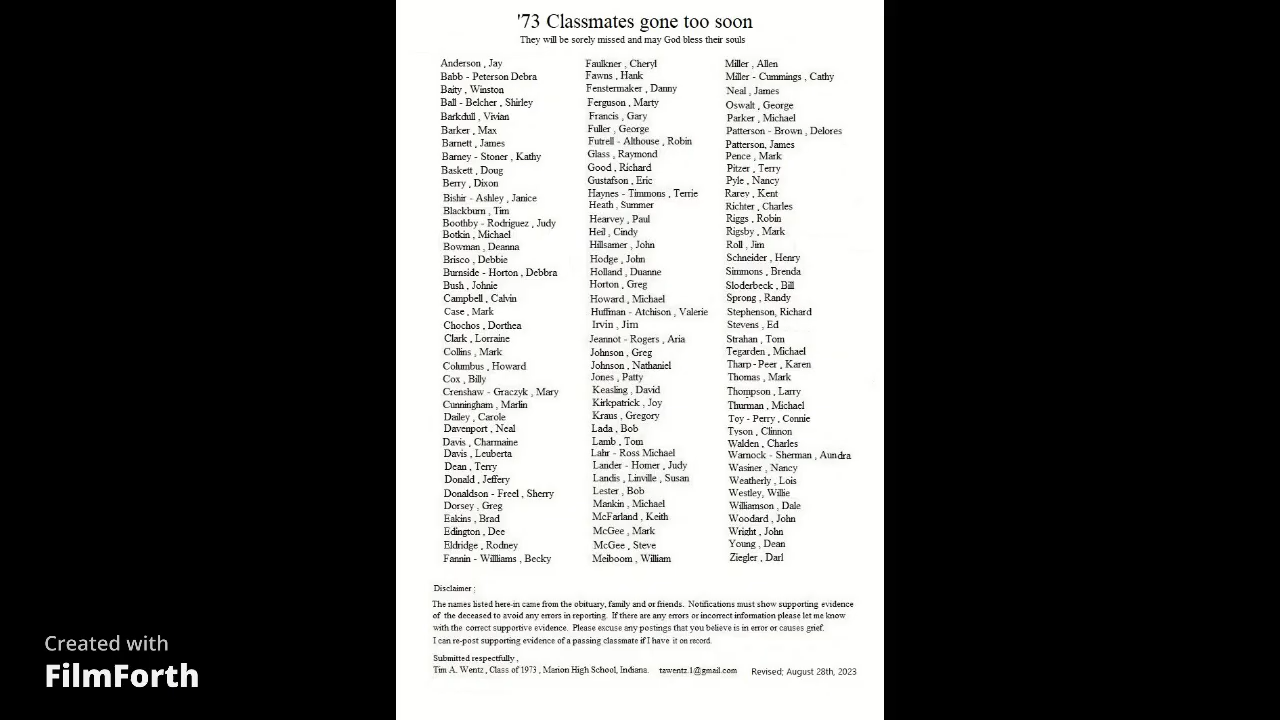 '73 Classmates gone too soon
They will be sorely missed and may God bless their souls
Anderson , Jay
Babb - Peterson Debra
Baity , Winston
Ball - Belcher , Shirley
Barkdull , Vivian
Barker , Max
Barnett , James
Barney - Stoner , Kathy
Baskett , Doug
Berry , Dixon
Bishir - Ashley , Janice
Blackburn , Tim
Boothby - Rodriguez , Judy
Botkin , Michael
Bowman , Deanna
Brisco , Debbie
Burnside - Horton , Debbra
Bush , Johnie
Campbell , Calvin
Case , Mark
Chochos , Dorthea
Clark , Lorraine
Collins , Mark
Columbus , Howard
Cox , Billy
Crenshaw - Graczyk , Mary
Cunningham , Marlin
Dailey , Carole
Davenport , Neal
Davis , Charmaine
Davis , Leuberta
Dean , Terry
Donald , Jeffery
Donaldson - Freel , Sherry
Dorsey , Greg
Eakins , Brad
Edington , Dee
Eldridge , Rodney
Fannin - Willliams , Becky
Faulkner , Cheryl
Fawns , Hank
Fenstermaker , Danny
Ferguson , Marty
Francis , Gary
Fuller , George
Futrell - Althouse , Robin
Glass , Raymond
Good , Richard
Gustafson , Eric
Haynes - Timmons , Terrie
Heath , Summer
Hearvey , Paul
Heil , Cindy
Hillsamer , John
Hodge , John
Holland , Duanne
Horton , Greg
Howard , Michael
Huffman - Atchison , Valerie
Irvin , Jim
Jeannot - Rogers , Aria
Johnson , Greg
Johnson , Nathaniel
Jones , Patty
Keasling , David
Kirkpatrick , Joy
Kraus , Gregory
Lada , Bob
Lamb , Tom
Lahr - Ross Michael
Lander - Homer , Judy
Landis , Linville , Susan
Lester , Bob
Mankin , Michael
McFarland , Keith
McGee , Mark
McGee , Steve
Meiboom , William
Miller , Allen
Miller - Cummings , Cathy
Neal , James
Oswalt , George
Parker , Michael
Patterson - Brown , Delores
Patterson, James
Pence , Mark
Pitzer , Terry
Pyle , Nancy
Rarey , Kent
Richter , Charles
Riggs , Robin
Rigsby , Mark
Roll , Jim
Schneider , Henry
Simmons , Brenda
Sloderbeck , Bill
Sprong , Randy
Stephenson, Richard
Stevens , Ed
Strahan , Tom
Tegarden , Michael
Tharp - Peer , Karen
Thomas , Mark
Thompson , Larry
Thurman , Michael
Toy - Perry , Connie
Tyson , Clinnon
Walden , Charles
Warnock - Sherman , Aundra
Wasiner , Nancy
Weatherly , Lois
Westley, Willie
Williamson , Dale
Woodard , John
Wright , John
Young , Dean
Ziegler , Darl
Disclaimer ;
The names listed here-in came from the obituary, family and or friends. Notifications must show supporting evidence
of the deceased to avoid any errors in reporting. If there are any errors or incorrect information please let me know
with the correct supportive evidence. Please excuse any postings that you believe is in error or causes grief.
I can re-post supporting evidence of a passing classmate if I have it on record.
Submitted respectfully ,
Tim A. Wentz , Class of 1973 , Marion High School, Indiana. tawentz.1@gmail.com Revised; August 28th, 2023
Created with
FilmForth